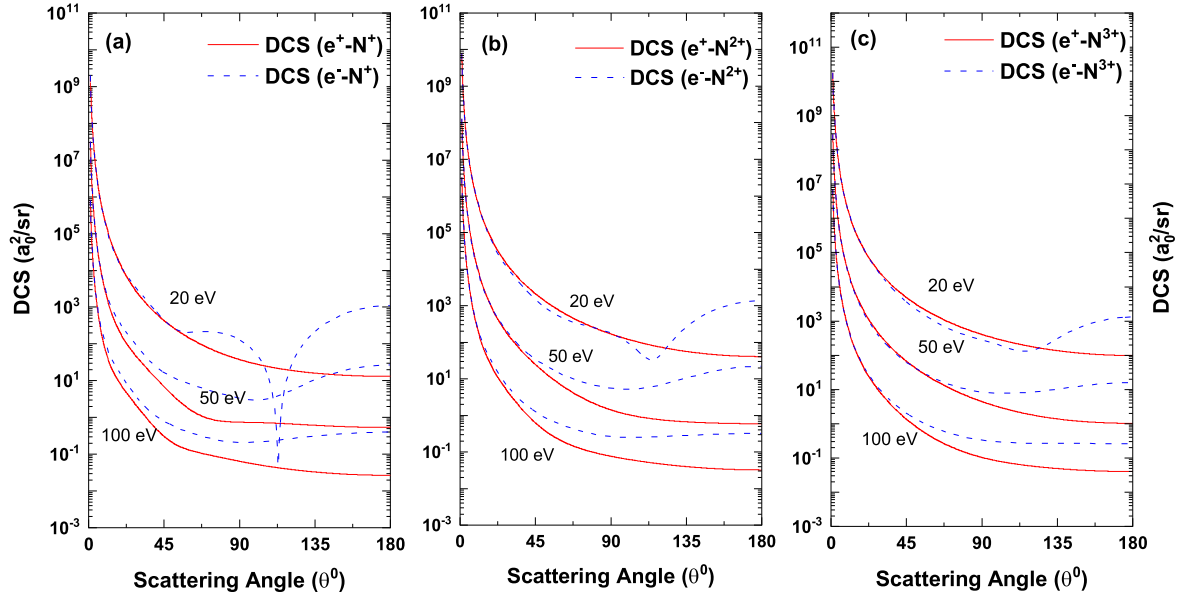 (a)
DCS (e⁺-N⁺)
DCS (e⁻-N⁺)
10¹¹
10⁹
10⁷
10⁵
10³
10¹
10⁻¹
10⁻³
20 eV
50 eV
100 eV
0 45 90 135 180
Scattering Angle (θ⁰)
DCS (a₀²/sr)
(b)
DCS (e⁺-N²⁺)
DCS (e⁻-N²⁺)
10¹¹
10⁹
10⁷
10⁵
10³
10¹
10⁻¹
10⁻³
20 eV
50 eV
100 eV
0 45 90 135 180
Scattering Angle (θ⁰)
(c)
DCS (e⁺-N³⁺)
DCS (e⁻-N³⁺)
10¹¹
10⁹
10⁷
10⁵
10³
10¹
10⁻¹
10⁻³
20 eV
50 eV
100 eV
0 45 90 135 180
Scattering Angle (θ⁰)
DCS (a₀²/sr)